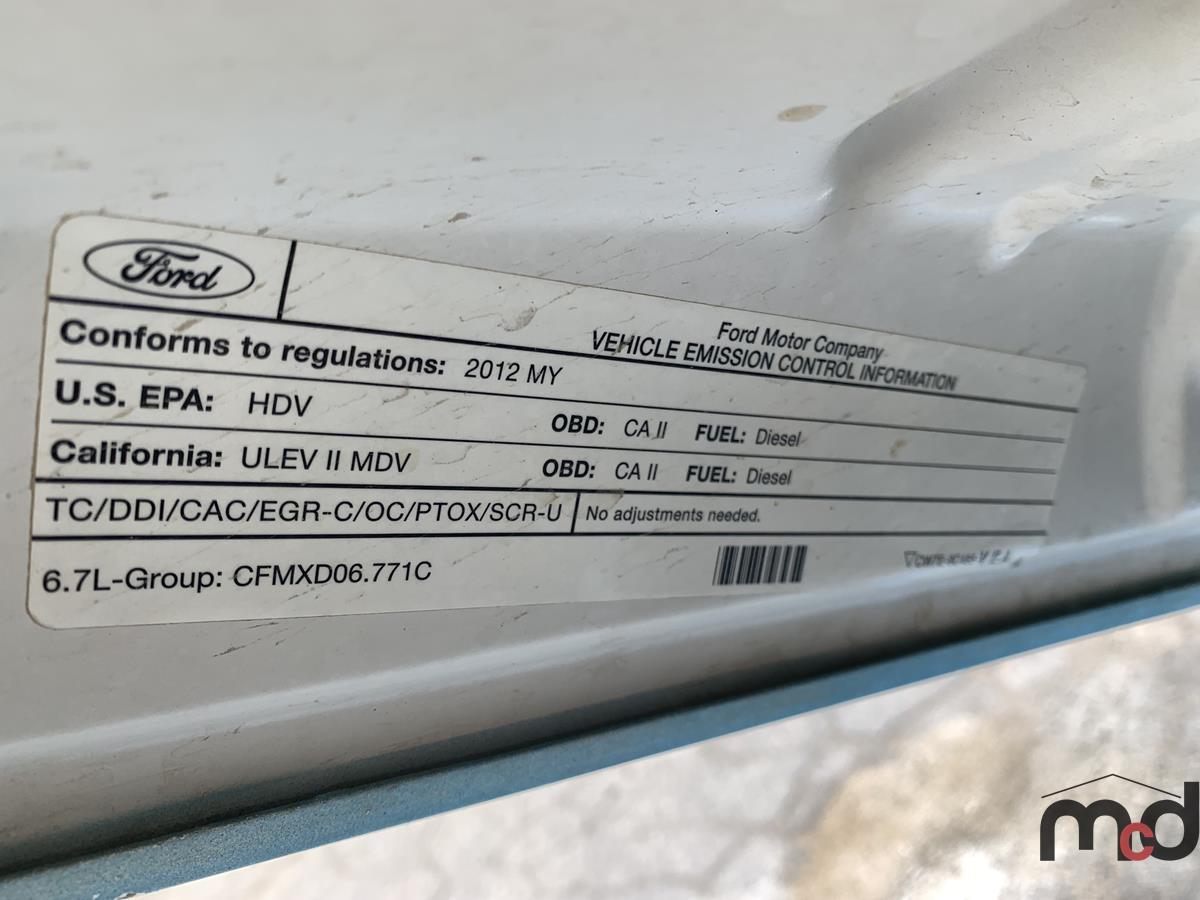 Ford
Ford Motor Company
VEHICLE EMISSION CONTROL INFORMATION
Conforms to regulations: 2012 MY
U.S. EPA: HDV OBD: CA II FUEL: Diesel
California: ULEV II MDV OBD: CA II FUEL: Diesel
TC/DDI/CAC/EGR-C/OC/PTOX/SCR-U No adjustments needed.
6.7L-Group: CFMXD06.771C
mcd